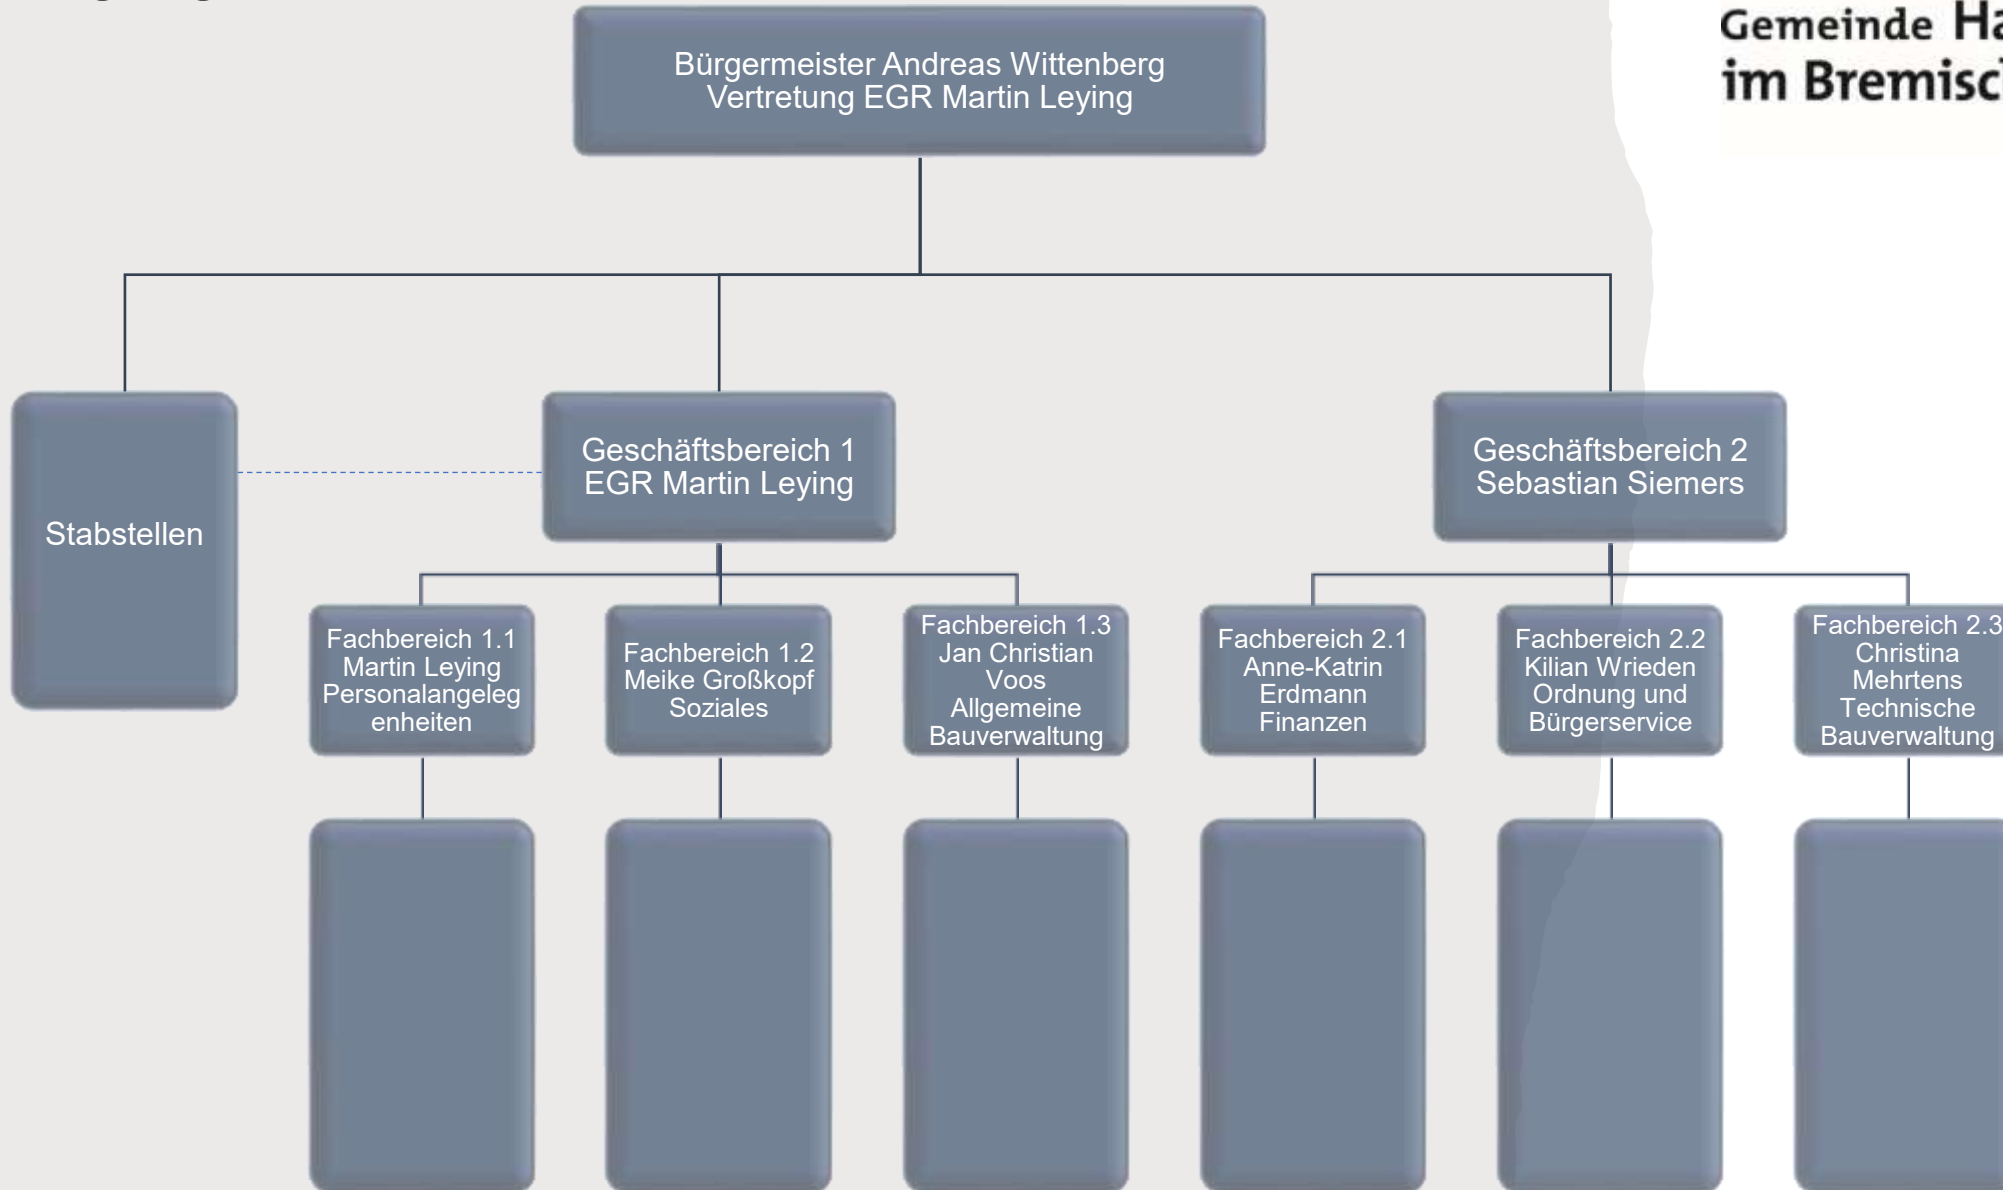 Gemeinde
im
Bürgermeister Andreas Wittenberg
Vertretung EGR Martin Leying
Stabstellen
Geschäftsbereich 1
EGR Martin Leying
Geschäftsbereich 2
Sebastian Siemers
Fachbereich 1.1
Martin Leying
Personalangeleg
enheiten
Fachbereich 1.2
Meike Großkopf
Soziales
Fachbereich 1.3
Jan Christian
Voos
Allgemeine
Bauverwaltung
Fachbereich 2.1
Anne-Katrin
Erdmann
Finanzen
Fachbereich 2.2
Kilian Wrieden
Ordnung und
Bürgerservice
Fachbereich 2.3
Christina
Mehrtens
Technische
Bauverwaltung